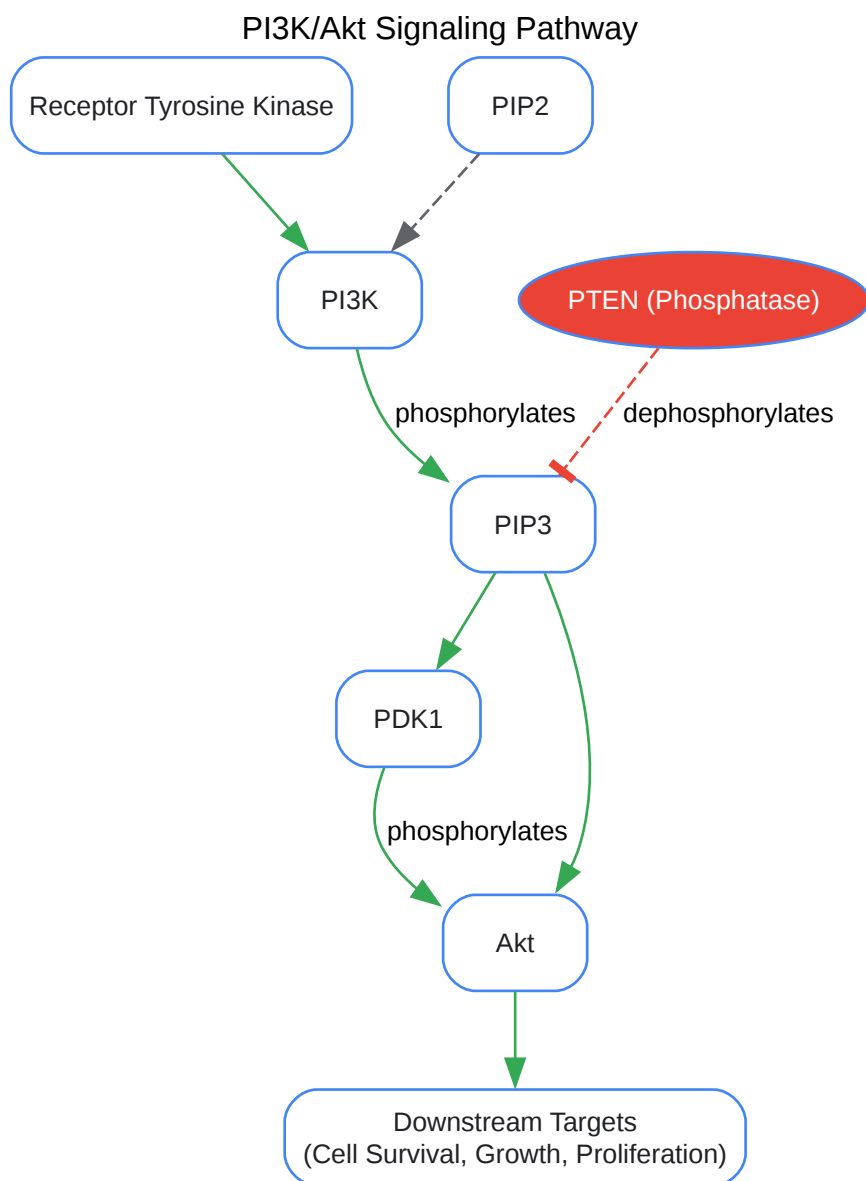 PI3K/Akt Signaling Pathway
Receptor Tyrosine Kinase
PIP2
PI3K
PTEN (Phosphatase)
phosphorylates
dephosphorylates
PIP3
PDK1
phosphorylates
Akt
Downstream Targets
(Cell Survival, Growth, Proliferation)